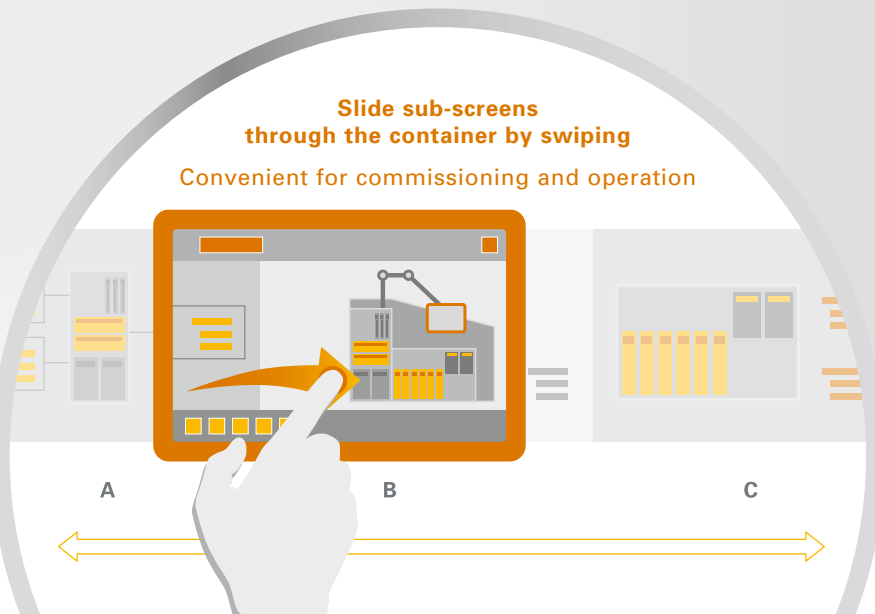 Slide sub-screens
through the container by swiping
Convenient for commissioning and operation
A
B
C